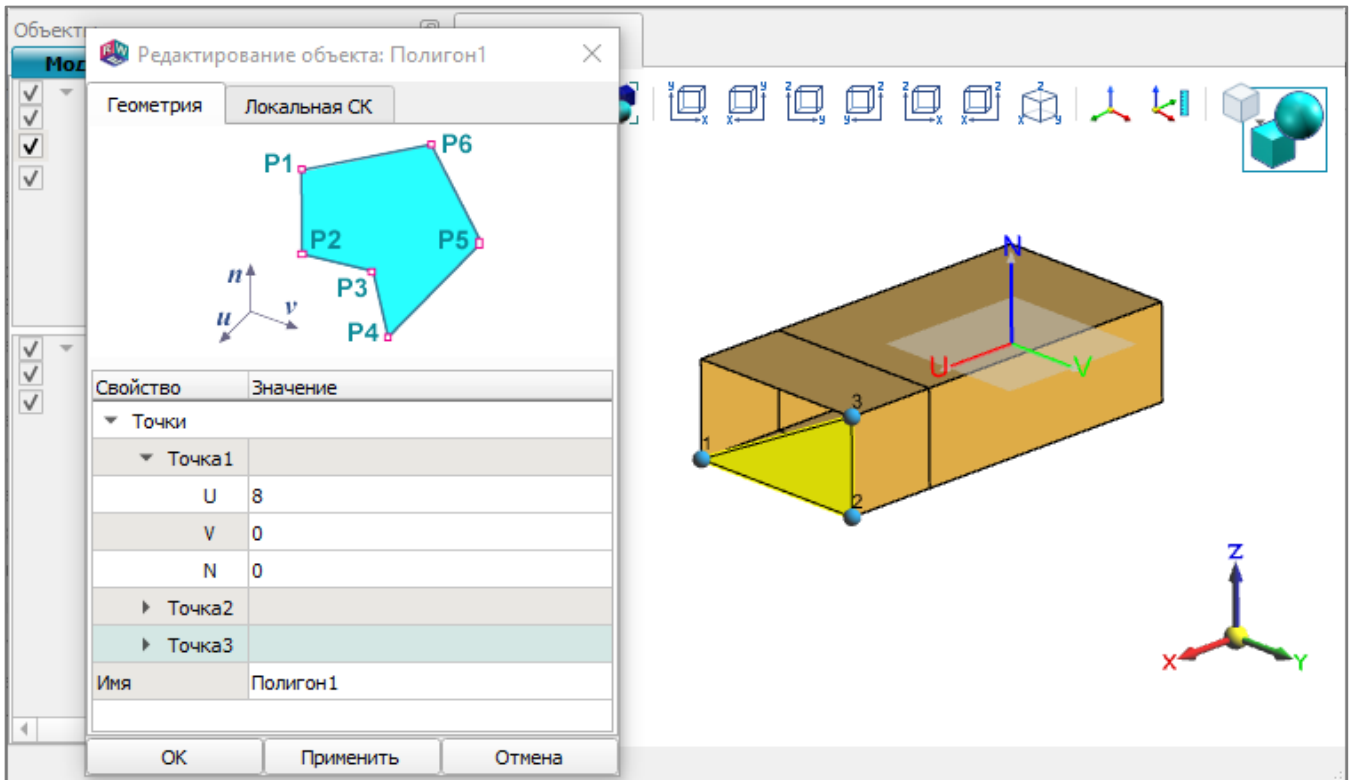 Объект
Мод
Редактирование объекта: Полигон1
Геометрия
Локальная СК
P1
P6
P2
P5
P3
P4
n
u
v
Свойство Значение
Точки
Точка1
U 8
V 0
N 0
Точка2
Точка3
Имя Полигон1
OK Применить Отмена
y x
x y
z y
y z
z x
x z
z x y
N
U
V
3
1
2
Z
X
Y